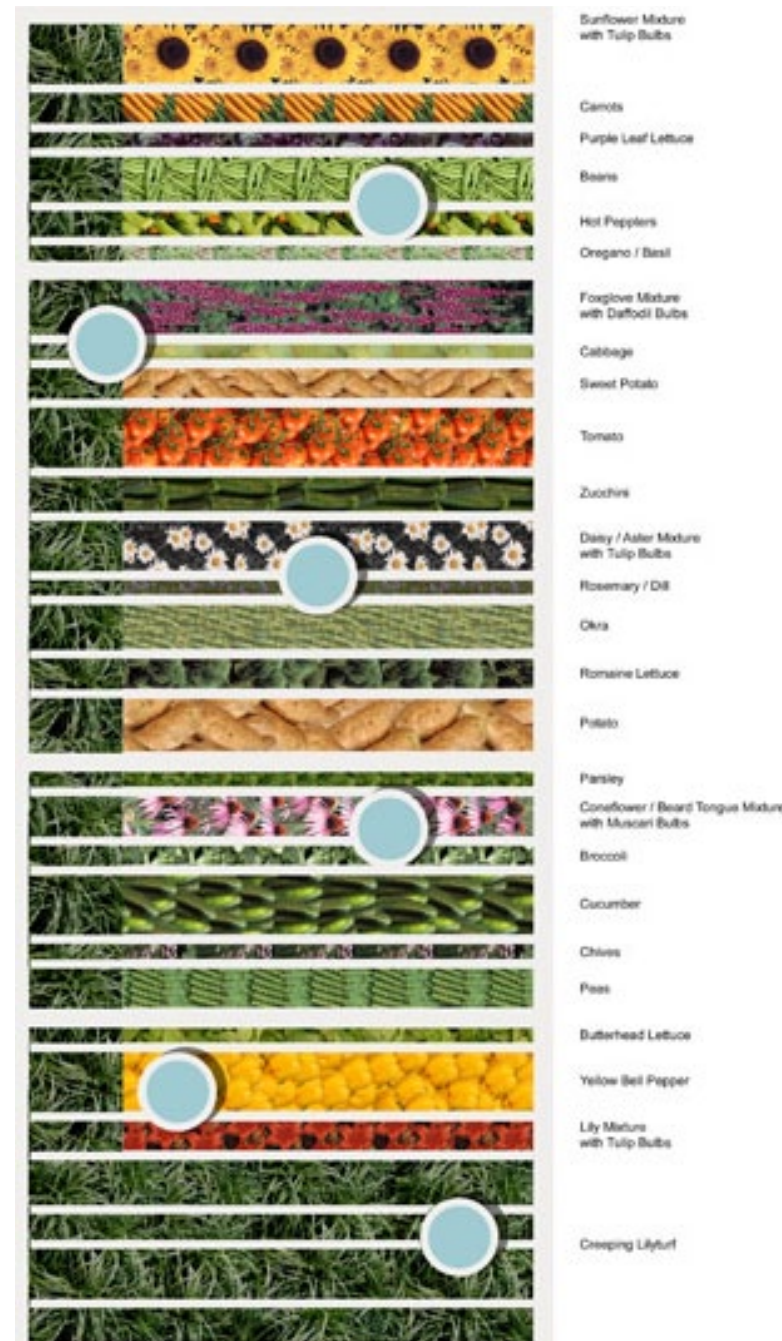 Sunflower Mixture
with Tulip Bulbs
Carrots
Purple Leaf Lettuce
Beans
Hot Pepplers
Oregano / Basil
Foxglove Mixture
with Daffodil Bulbs
Cabbage
Sweet Potato
Tomato
Zucchini
Daisy / Aster Mixture
with Tulip Bulbs
Rosemary / Dill
Okra
Romaine Lettuce
Potato
Parsley
Coneflower / Beard Tongue Mixture
with Muscari Bulbs
Broccoli
Cucumber
Chives
Peas
Butterhead Lettuce
Yellow Bell Pepper
Lily Mixture
with Tulip Bulbs
Creeping Lilyturf